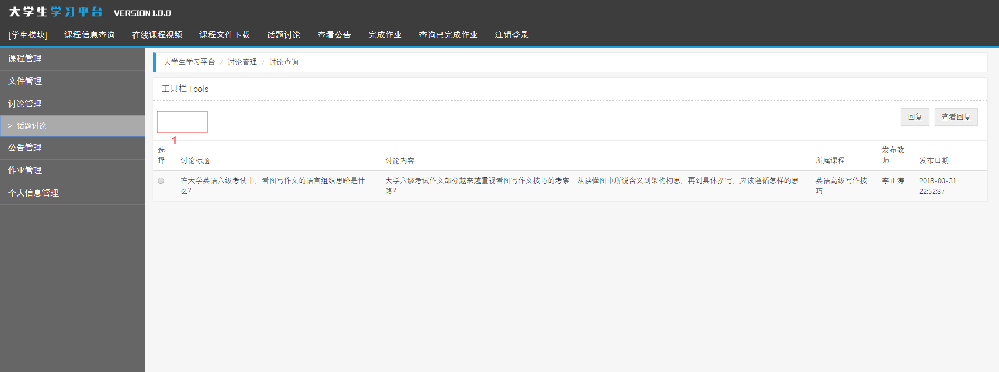 大学生学习平台 VERSION 1.0.0
[学生模块] 课程信息查询 在线课程视频 课程文件下载 话题讨论 查看公告 完成作业 查询已完成作业 注销登录
课程管理
文件管理
讨论管理
> 话题讨论
公告管理
作业管理
个人信息管理
大学生学习平台 / 讨论管理 / 讨论查询
工具栏 Tools
回复 查看回复
1
选择 讨论标题 讨论内容 所属课程 发布教师 发布日期
在大学英语六级考试中，看图写作文的语言组织思路是什
么？
大学六级考试作文部分越来越重视看图写作文技巧的考察，从读懂图中所说含义到架构构思，再到具体撰写，应该遵循怎样的思
路？
英语高级写作技
巧
李正涛
2018-03-31
22:52:37